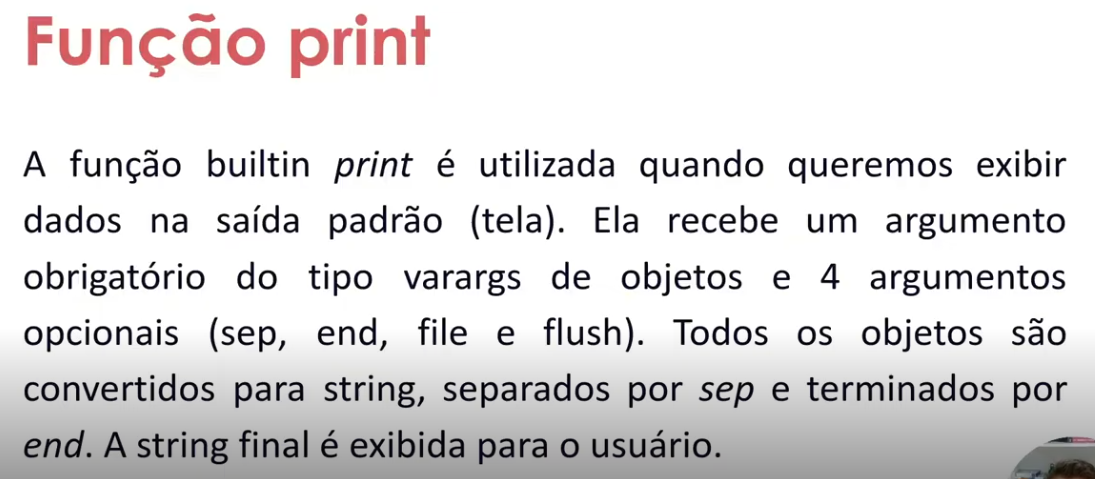 Função print
A função builtin print é utilizada quando queremos exibir
dados na saída padrão (tela). Ela recebe um argumento
obrigatório do tipo varargs de objetos e 4 argumentos
opcionais (sep, end, file e flush). Todos os objetos são
convertidos para string, separados por sep e terminados por
end. A string final é exibida para o usuário.